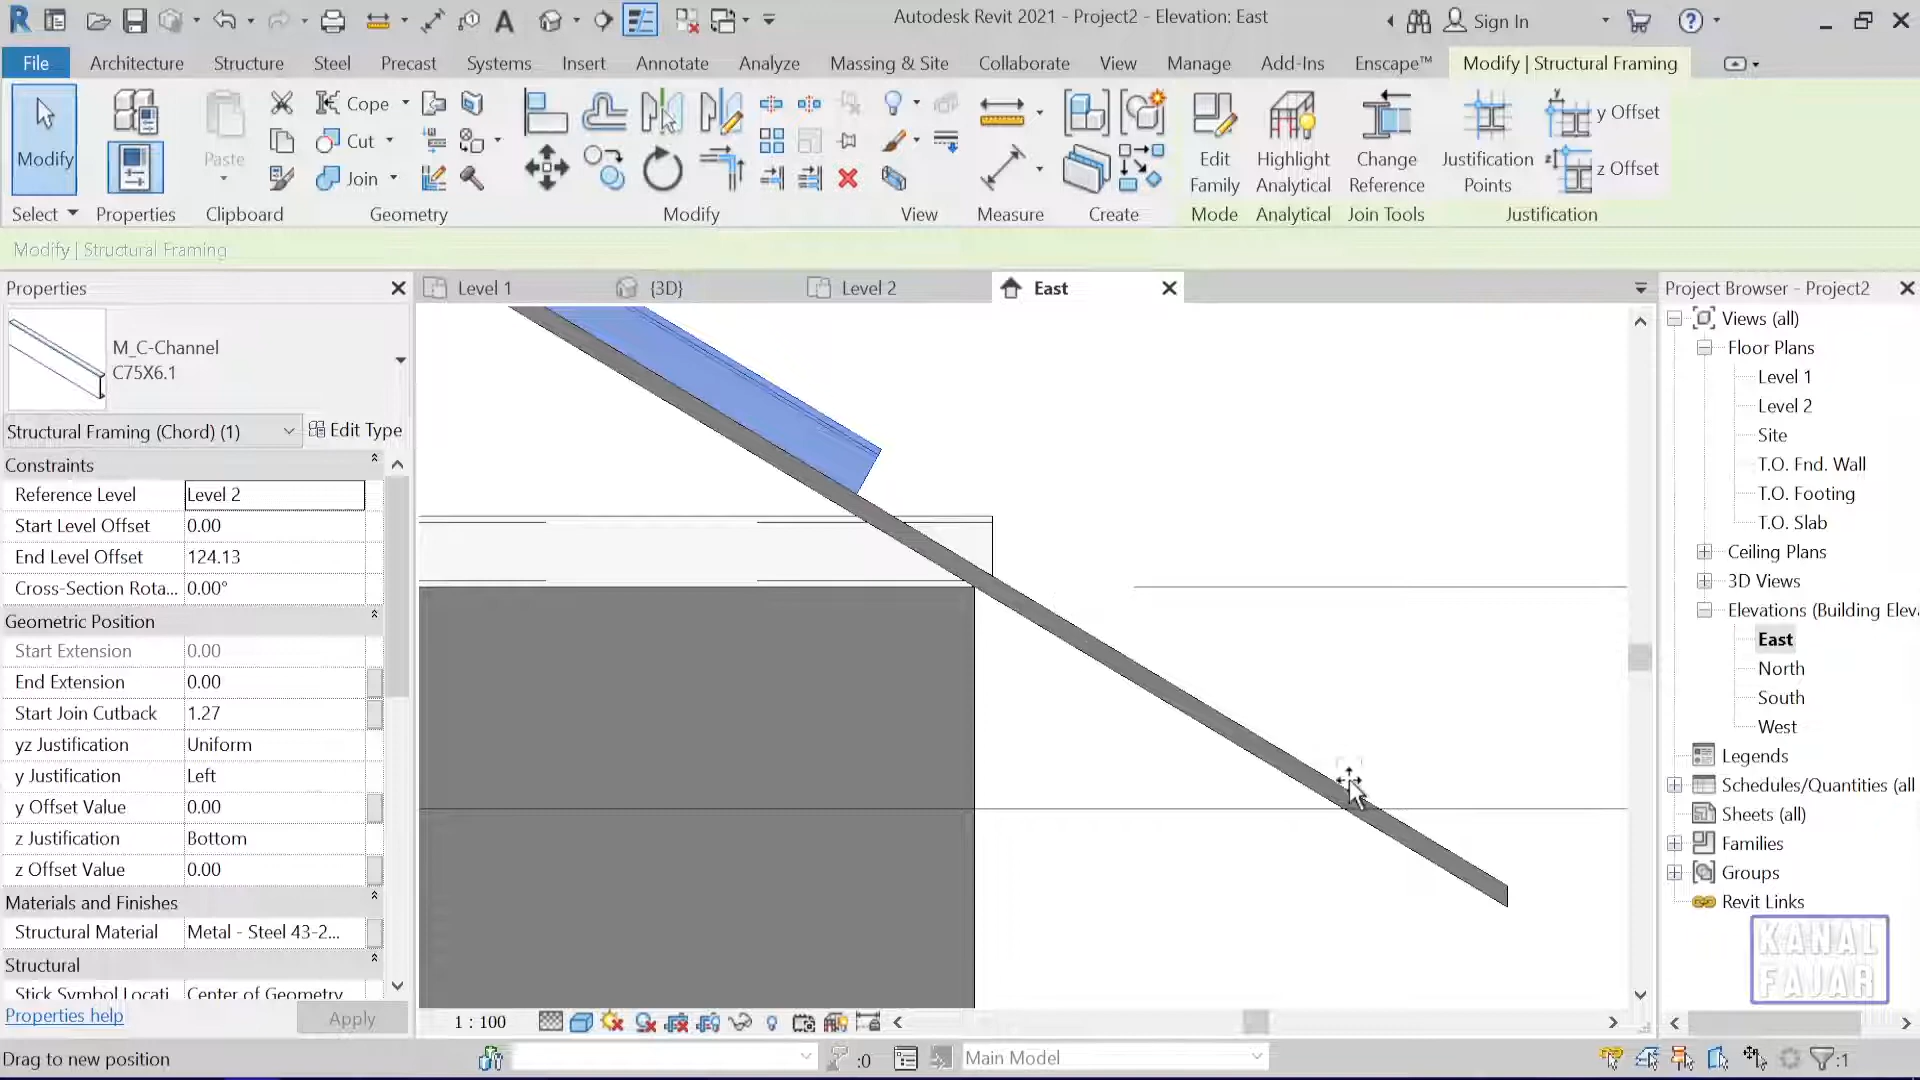 Autodesk Revit 2021 - Project2 - Elevation: East
Sign In
File
Architecture
Structure
Steel
Precast
Systems
Insert
Annotate
Analyze
Massing & Site
Collaborate
View
Manage
Add-Ins
Enscape™
Modify | Structural Framing
Modify
Paste
Cope
Cut
Join
Edit
Family
Highlight
Analytical
Change
Reference
Justification
Points
y Offset
z Offset
Select
Properties
Clipboard
Geometry
Modify
View
Measure
Create
Mode
Analytical
Join Tools
Justification
Modify | Structural Framing
Properties
M_C-Channel
C75X6.1
Structural Framing (Chord) (1)
Edit Type
Constraints
Reference Level Level 2
Start Level Offset 0.00
End Level Offset 124.13
Cross-Section Rota... 0.00°
Geometric Position
Start Extension 0.00
End Extension 0.00
Start Join Cutback 1.27
yz Justification Uniform
y Justification Left
y Offset Value 0.00
z Justification Bottom
z Offset Value 0.00
Materials and Finishes
Structural Material Metal - Steel 43-2...
Structural
Stick Symbol Locati... Center of Geometry
Properties help
Apply
Level 1
{3D}
Level 2
East
Project Browser - Project2
Views (all)
Floor Plans
Level 1
Level 2
Site
T.O. Fnd. Wall
T.O. Footing
T.O. Slab
Ceiling Plans
3D Views
Elevations (Building Elev
East
North
South
West
Legends
Schedules/Quantities (all
Sheets (all)
Families
Groups
Revit Links
KANAL
FAJAR
1 : 100
Drag to new position
:0
Main Model
:1